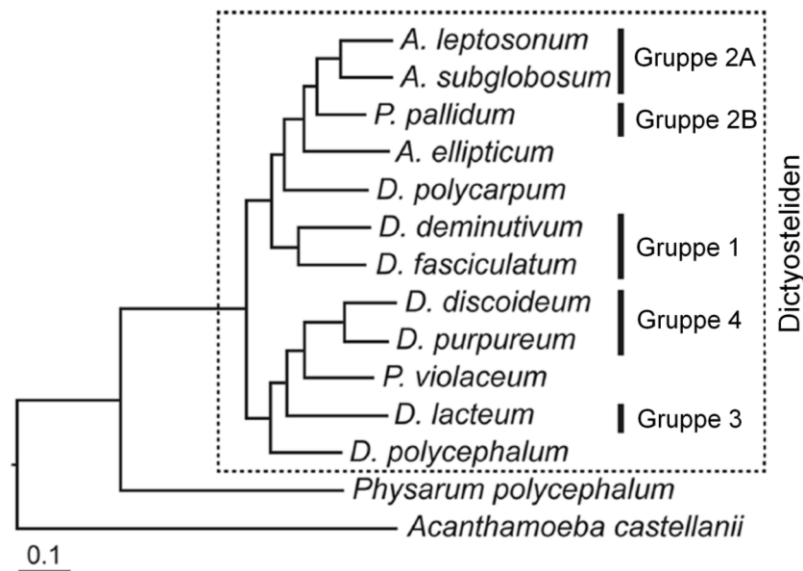 A. leptosonum
A. subglobosum
Gruppe 2A
P. pallidum
Gruppe 2B
A. ellipticum
D. polycarpum
D. deminutivum
D. fasciculatum
Gruppe 1
D. discoideum
D. purpureum
Gruppe 4
P. violaceum
D. lacteum
Gruppe 3
D. polycephalum
Dictyosteliden
Physarum polycephalum
Acanthamoeba castellanii
0.1